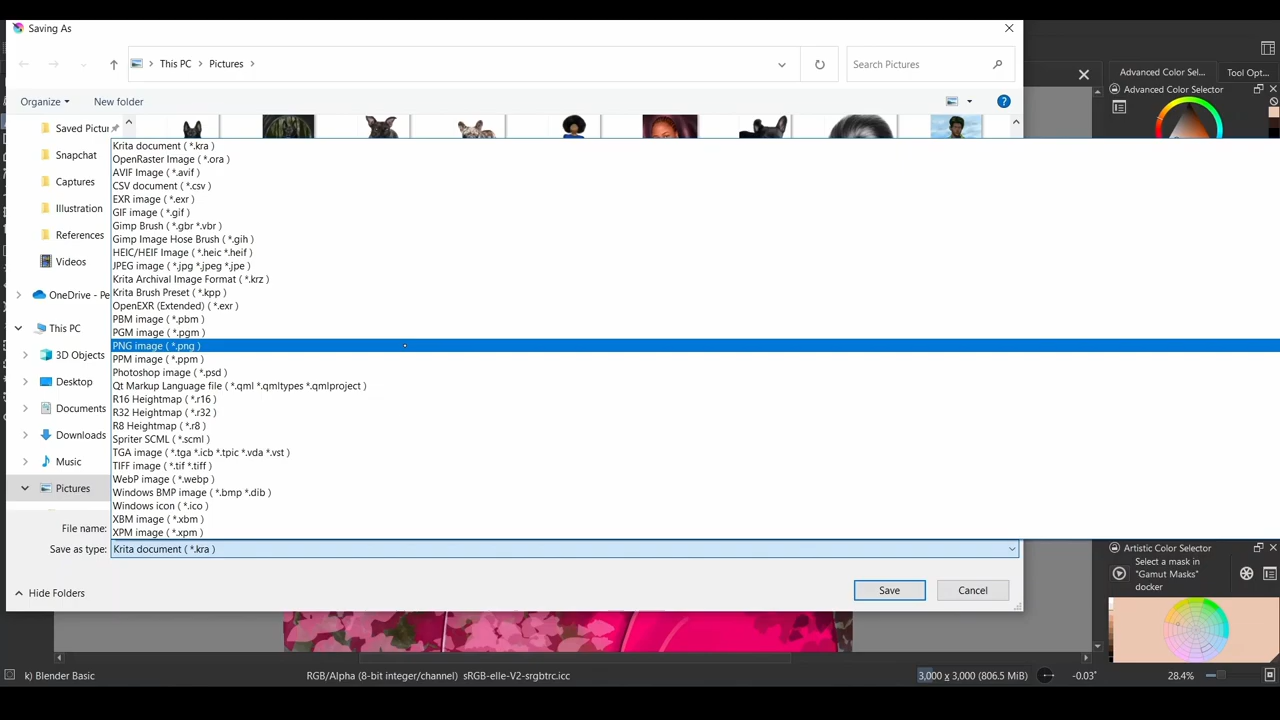 Saving As
This PC
Pictures
Search Pictures
Advanced Color Sel...
Tool Opt...
Advanced Color Selector
Organize
New folder
Saved Pictur
Snapchat
Captures
Illustration
References
Videos
OneDrive - Pe
This PC
3D Objects
Desktop
Documents
Downloads
Music
Pictures
Krita document ( *.kra )
OpenRaster Image ( *.ora )
AVIF Image ( *.avif )
CSV document ( *.csv )
EXR image ( *.exr )
GIF image ( *.gif )
Gimp Brush ( *.gbr *.vbr )
Gimp Image Hose Brush ( *.gih )
HEIC/HEIF Image ( *.heic *.heif )
JPEG image ( *.jpg *.jpeg *.jpe )
Krita Archival Image Format ( *.krz )
Krita Brush Preset ( *.kpp )
OpenEXR (Extended) ( *.exr )
PBM image ( *.pbm )
PGM image ( *.pgm )
PNG image ( *.png )
PPM image ( *.ppm )
Photoshop image ( *.psd )
Qt Markup Language file ( *.qml *.qmltypes *.qmlproject )
R16 Heightmap ( *.r16 )
R32 Heightmap ( *.r32 )
R8 Heightmap ( *.r8 )
Spriter SCML ( *.scml )
TGA image ( *.tga *.icb *.tpic *.vda *.vst )
TIFF image ( *.tif *.tiff )
WebP image ( *.webp )
Windows BMP image ( *.bmp *.dib )
Windows icon ( *.ico )
XBM image ( *.xbm )
XPM image ( *.xpm )
File name:
Save as type:
Krita document ( *.kra )
Hide Folders
Save
Cancel
Artistic Color Selector
Select a mask in
"Gamut Masks"
docker
k) Blender Basic
RGB/Alpha (8-bit integer/channel) sRGB-elle-V2-srgbtrc.icc
3,000 x 3,000 (806.5 MiB)
-0.03°
28.4%